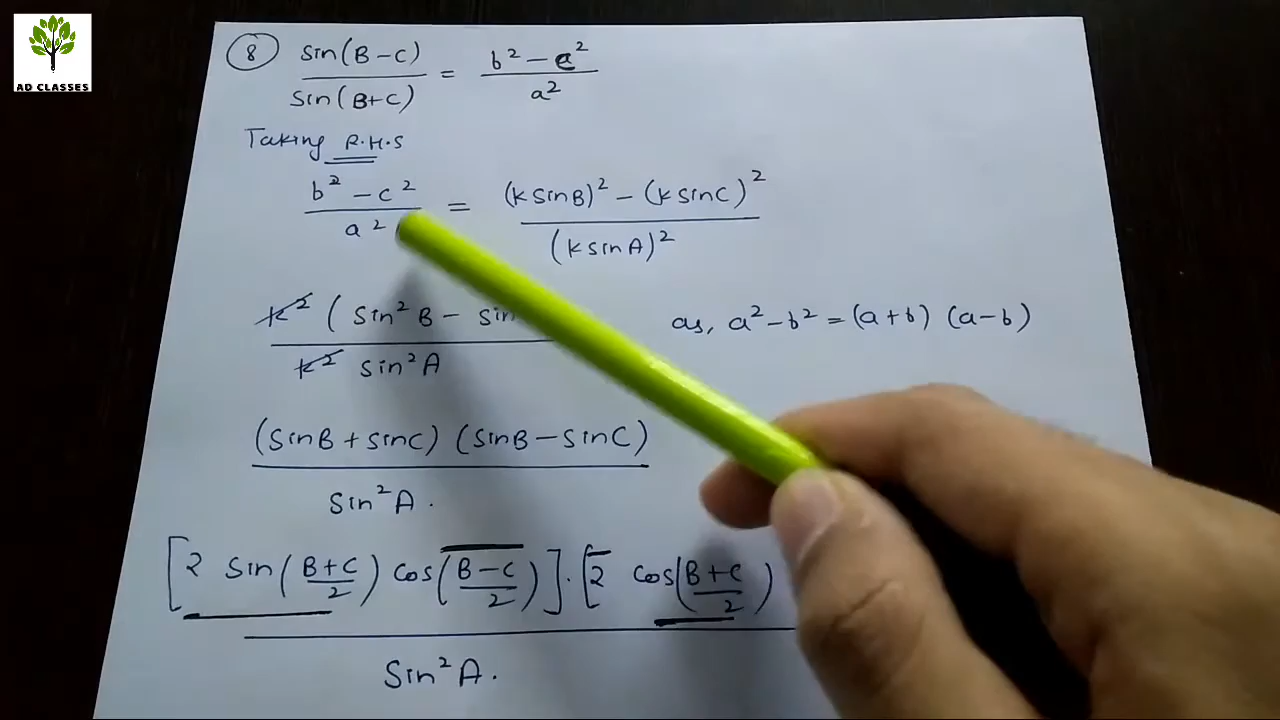 AD CLASSES
8 sin(B-C) / sin(B+C) = b² - c² / a²
Taking R.H.S
b² - c² / a² = (k sinB)² - (k sinC)² / (k sinA)²
k² (sin²B - sin / k² sin²A
as, a² - b² = (a+b) (a-b)
(sinB + sinC) (sinB - sinC) / sin²A.
[2 sin(B+C/2) cos(B-C/2)] . [2 cos(B+C/2) / sin²A.